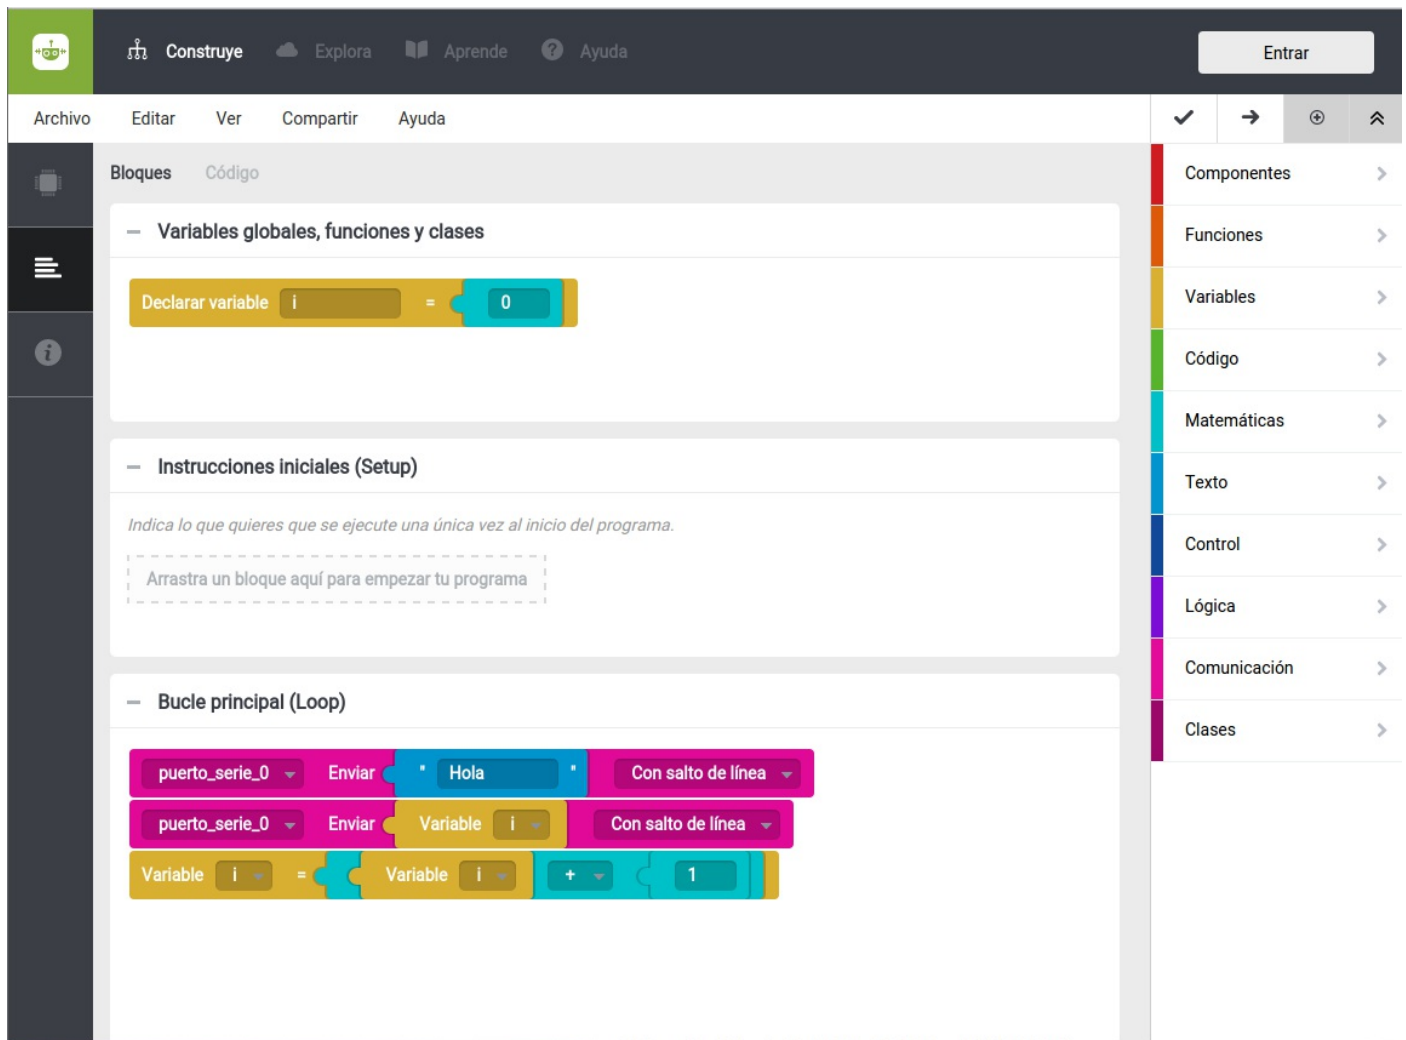 Construye Explora Aprende Ayuda Entrar
Archivo Editar Ver Compartir Ayuda
Bloques Código
Variables globales, funciones y clases
Declarar variable i = 0
Instrucciones iniciales (Setup)
Indica lo que quieres que se ejecute una única vez al inicio del programa.
Arrastra un bloque aquí para empezar tu programa
Bucle principal (Loop)
puerto_serie_0 Enviar " Hola " Con salto de línea
puerto_serie_0 Enviar Variable i Con salto de línea
Variable i = Variable i + 1
Componentes
Funciones
Variables
Código
Matemáticas
Texto
Control
Lógica
Comunicación
Clases